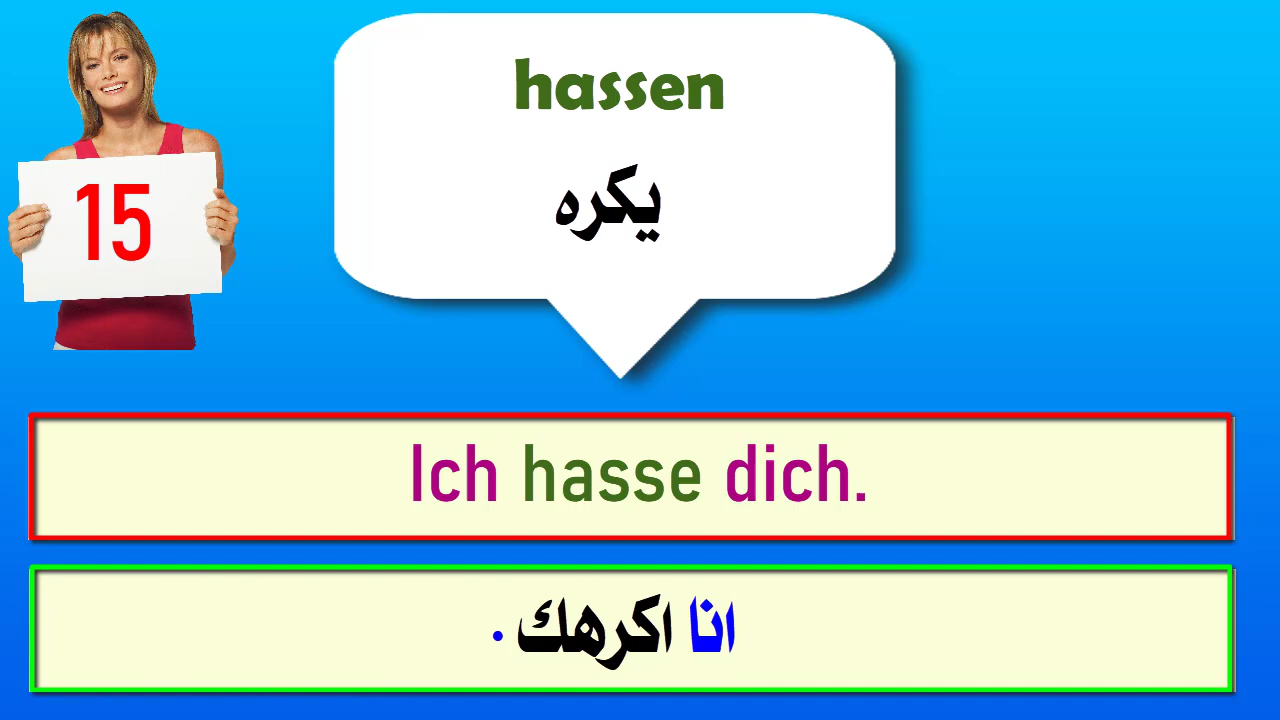 15
hassen
يكره
Ich hasse dich.
انا اكرهك .